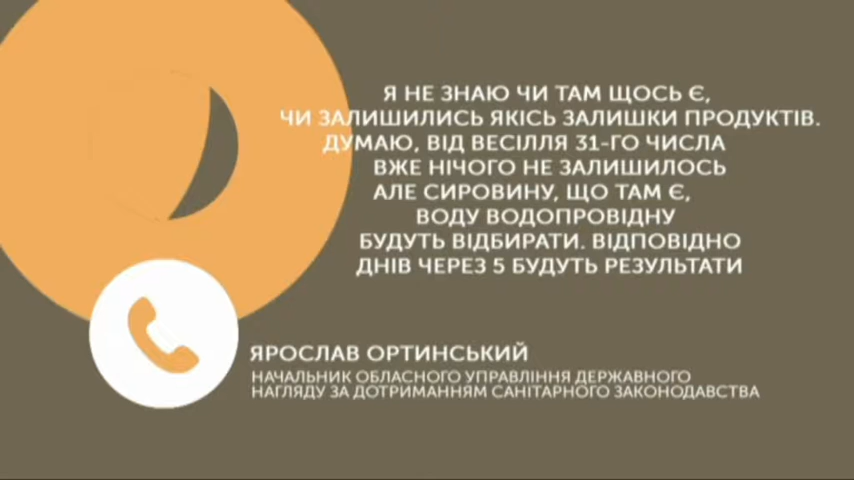 Я НЕ ЗНАЮ ЧИ ТАМ ЩОСЬ Є,
ЧИ ЗАЛИШИЛИСЬ ЯКІСЬ ЗАЛИШКИ ПРОДУКТІВ.
ДУМАЮ, ВІД ВЕСІЛЛЯ 31-ГО ЧИСЛА
ВЖЕ НІЧОГО НЕ ЗАЛИШИЛОСЬ
АЛЕ СИРОВИНУ, ЩО ТАМ Є,
ВОДУ ВОДОПРОВІДНУ
БУДУТЬ ВІДБИРАТИ. ВІДПОВІДНО
ДНІВ ЧЕРЕЗ 5 БУДУТЬ РЕЗУЛЬТАТИ
ЯРОСЛАВ ОРТИНСЬКИЙ
НАЧАЛЬНИК ОБЛАСНОГО УПРАВЛІННЯ ДЕРЖАВНОГО
НАГЛЯДУ ЗА ДОТРИМАННЯМ САНІТАРНОГО ЗАКОНОДАВСТВА